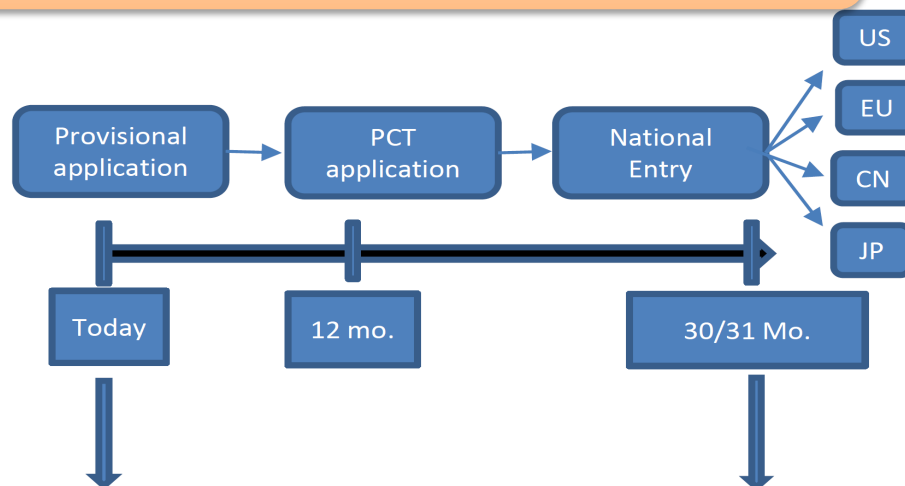 US
EU
CN
JP
Provisional
application
PCT
application
National
Entry
Today
12 mo.
30/31 Mo.